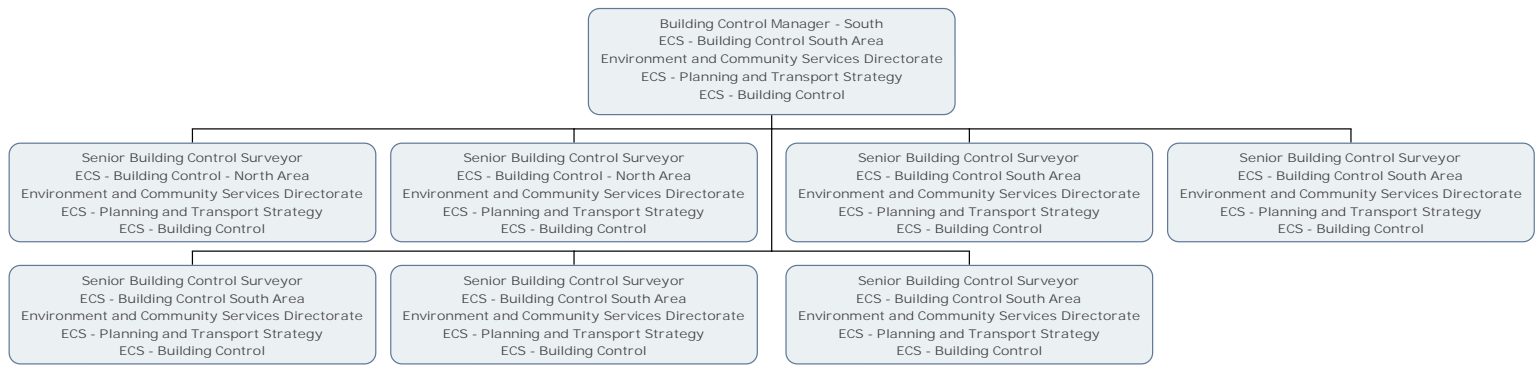 Building Control Manager - South
ECS - Building Control South Area
Environment and Community Services Directorate
ECS - Planning and Transport Strategy
ECS - Building Control
Senior Building Control Surveyor
ECS - Building Control - North Area
Environment and Community Services Directorate
ECS - Planning and Transport Strategy
ECS - Building Control
Senior Building Control Surveyor
ECS - Building Control - North Area
Environment and Community Services Directorate
ECS - Planning and Transport Strategy
ECS - Building Control
Senior Building Control Surveyor
ECS - Building Control South Area
Environment and Community Services Directorate
ECS - Planning and Transport Strategy
ECS - Building Control
Senior Building Control Surveyor
ECS - Building Control South Area
Environment and Community Services Directorate
ECS - Planning and Transport Strategy
ECS - Building Control
Senior Building Control Surveyor
ECS - Building Control South Area
Environment and Community Services Directorate
ECS - Planning and Transport Strategy
ECS - Building Control
Senior Building Control Surveyor
ECS - Building Control South Area
Environment and Community Services Directorate
ECS - Planning and Transport Strategy
ECS - Building Control
Senior Building Control Surveyor
ECS - Building Control South Area
Environment and Community Services Directorate
ECS - Planning and Transport Strategy
ECS - Building Control